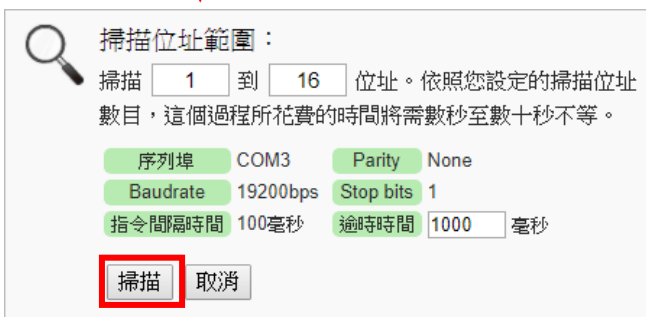 掃描位址範圍：
掃描 1 到 16 位址。依照您設定的掃描位址
數目，這個過程所花費的時間將需數秒至數十秒不等。
序列埠 COM3 Parity None
Baudrate 19200bps Stop bits 1
指令間隔時間 100毫秒 逾時時間 1000 毫秒
掃描 取消